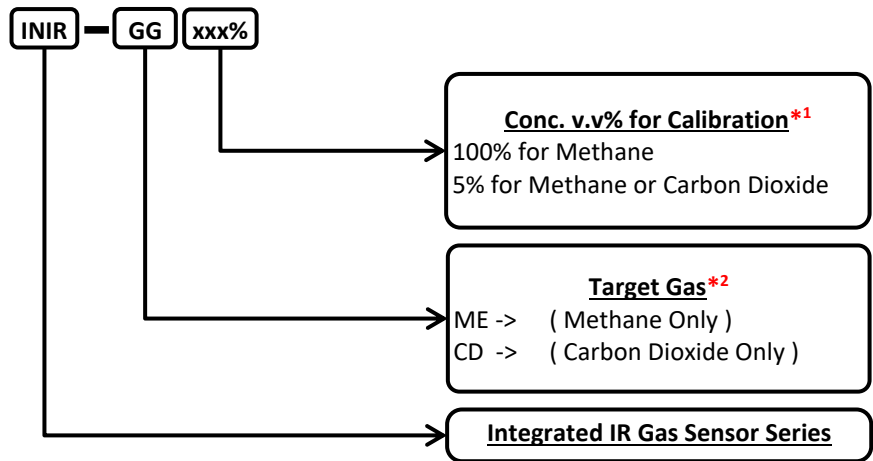 INIR - GG xxx%
Conc. v.v% for Calibration*1
100% for Methane
5% for Methane or Carbon Dioxide
Target Gas*2
ME -> ( Methane Only )
CD -> ( Carbon Dioxide Only )
Integrated IR Gas Sensor Series